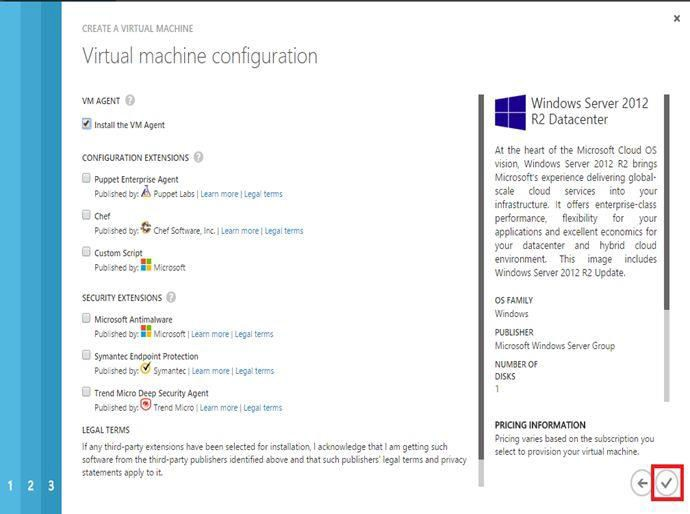 CREATE A VIRTUAL MACHINE
Virtual machine configuration
VM AGENT ?
Install the VM Agent
CONFIGURATION EXTENSIONS ?
Puppet Enterprise Agent
Published by: Puppet Labs | Learn more | Legal terms
Chef
Published by: Chef Software, Inc. | Learn more | Legal terms
Custom Script
Published by: Microsoft
SECURITY EXTENSIONS ?
Microsoft Antimalware
Published by: Microsoft | Learn more | Legal terms
Symantec Endpoint Protection
Published by: Symantec | Learn more | Legal terms
Trend Micro Deep Security Agent
Published by: Trend Micro | Learn more | Legal terms
LEGAL TERMS
If any third-party extensions have been selected for installation, I acknowledge that I am getting such
software from the third-party publishers identified above and that such publishers' legal terms and privacy
statements apply to it.
Windows Server 2012
R2 Datacenter
At the heart of the Microsoft Cloud OS
vision, Windows Server 2012 R2 brings
Microsoft's experience delivering global-
scale cloud services into your
infrastructure. It offers enterprise-class
performance, flexibility for your
applications and excellent economics for
your datacenter and hybrid cloud
environment. This image includes
Windows Server 2012 R2 Update.
OS FAMILY
Windows
PUBLISHER
Microsoft Windows Server Group
NUMBER OF
DISKS
1
PRICING INFORMATION
Pricing varies based on the subscription you
select to provision your virtual machine.
1 2 3